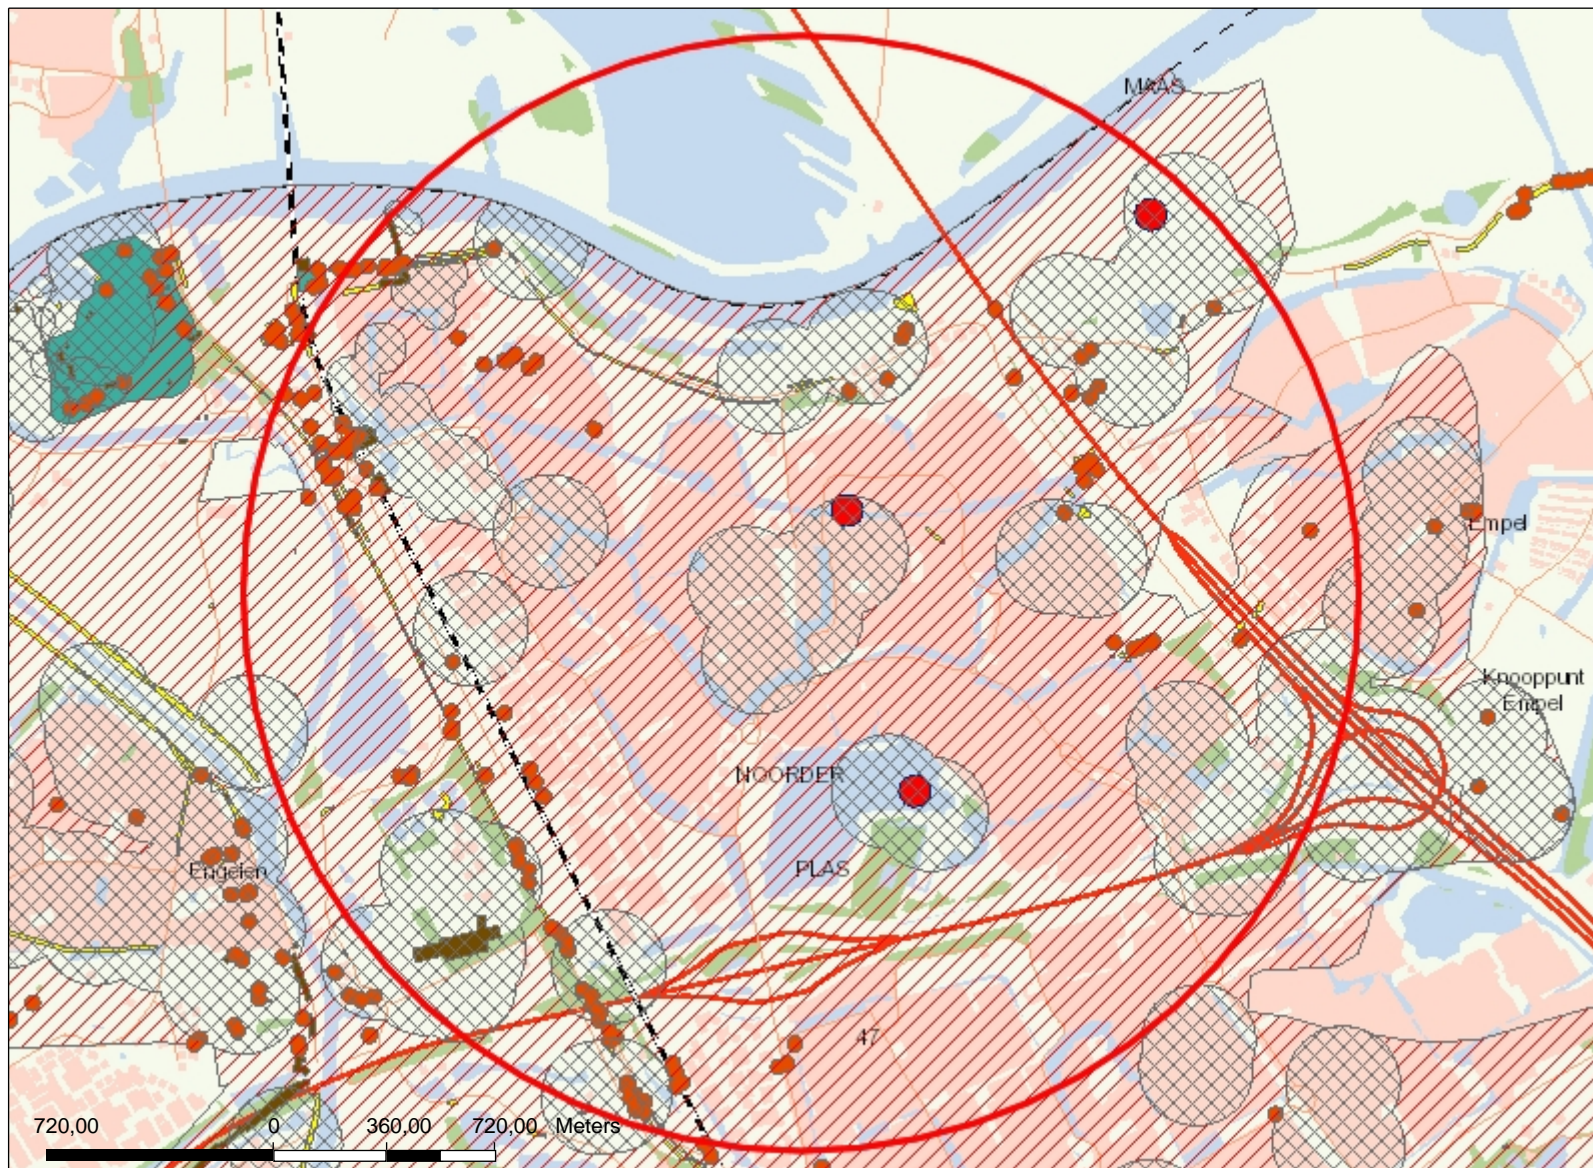 MAAS
Empel
Knooppunt
Empel
NOORDER
PLAS
Engelen
47
720,00 0 360,00 720,00 Meters